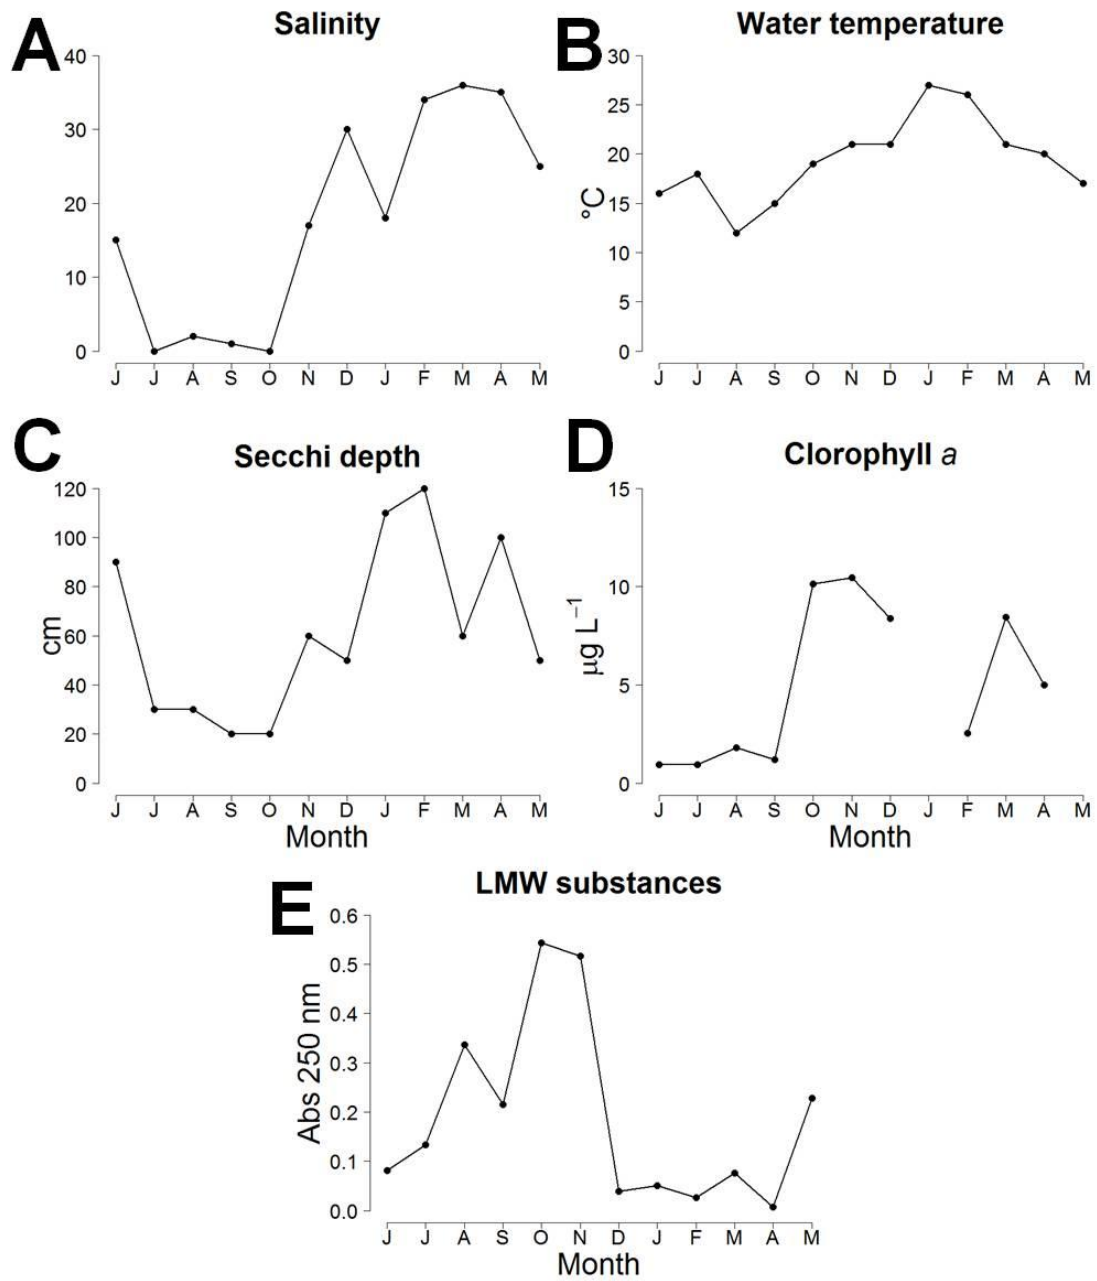 A
Salinity
40
30
20
10
0
J J A S O N D J F M A M
B
Water temperature
°C
30
25
20
15
10
5
0
J J A S O N D J F M A M
C
Secchi depth
cm
120
100
80
60
40
20
0
J J A S O N D J F M A M
Month
D
Clorophyll a
µg L−1
15
10
5
0
J J A S O N D J F M A M
Month
E
LMW substances
Abs 250 nm
0.6
0.5
0.4
0.3
0.2
0.1
0.0
J J A S O N D J F M A M
Month